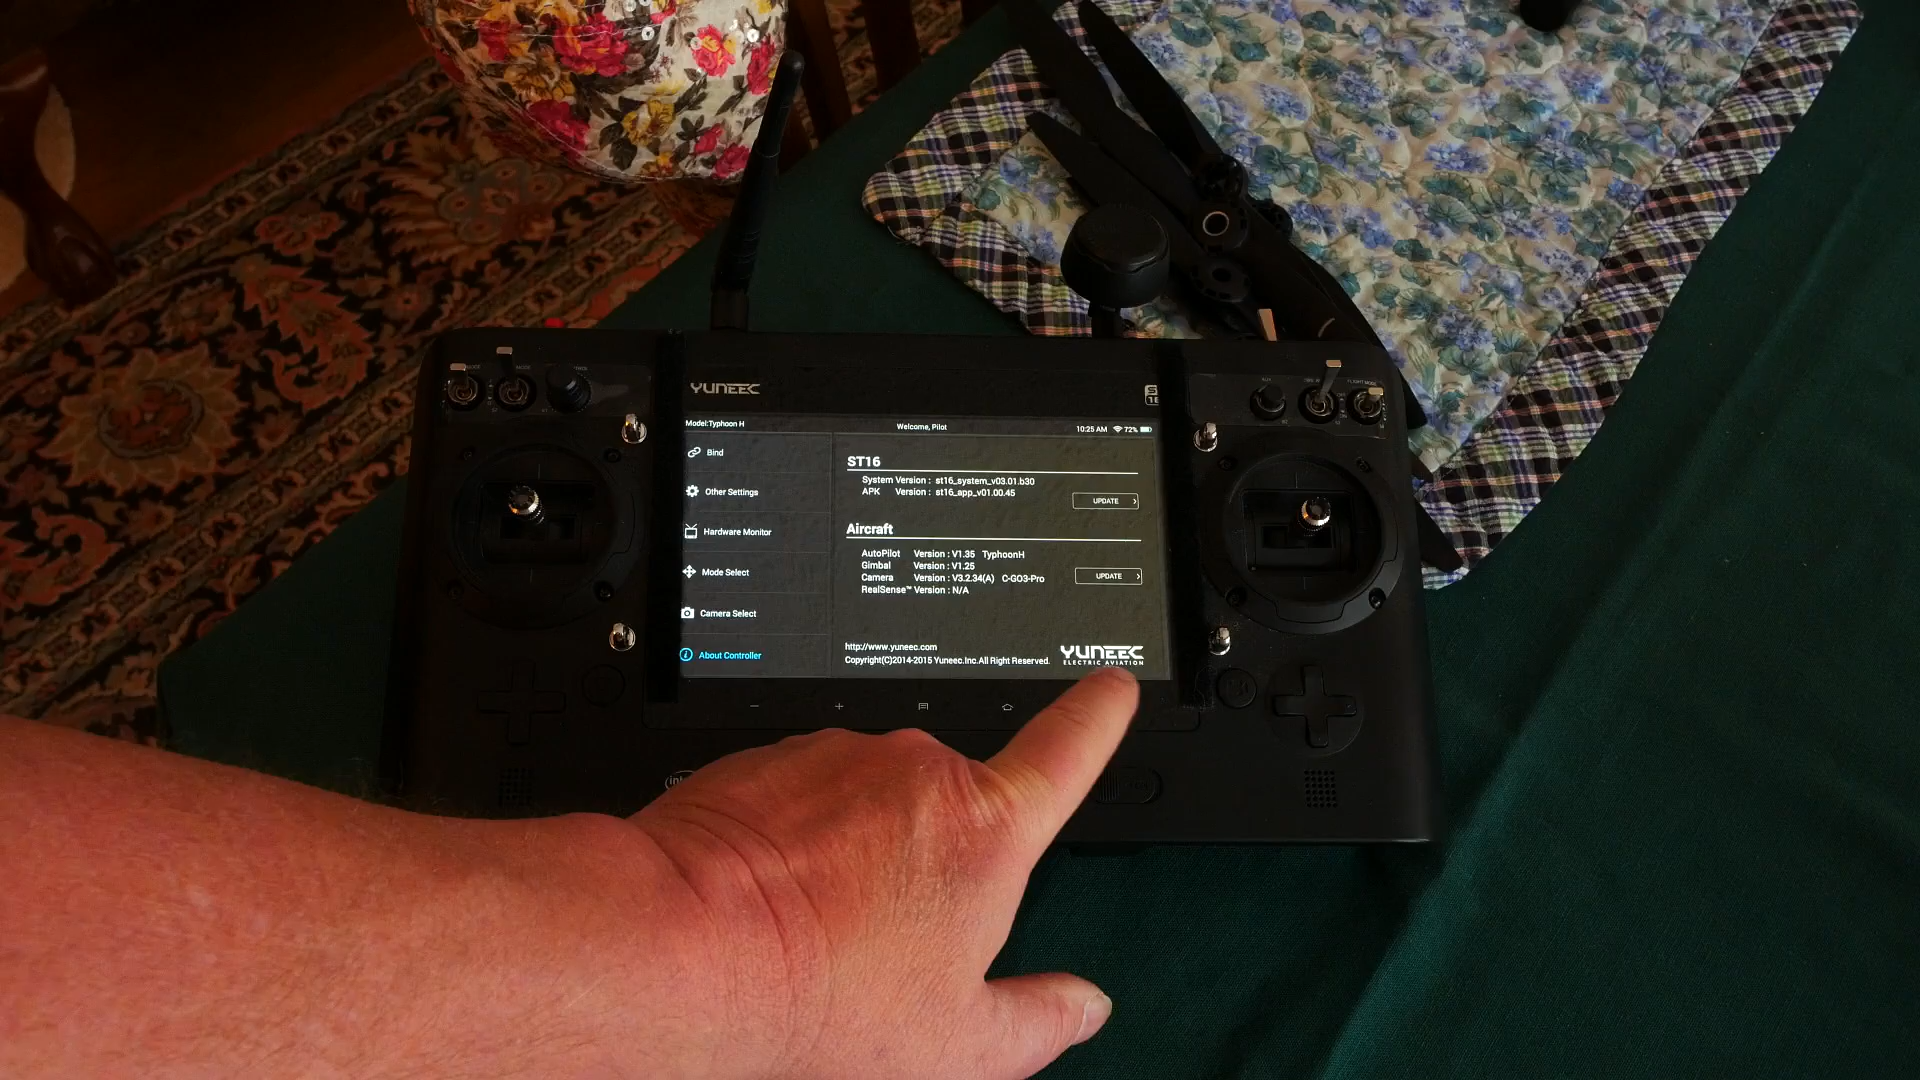 YUNEEC
Model:Typhoon H
Welcome, Pilot
10:25 AM 72%
Bind
Other Settings
Hardware Monitor
Mode Select
Camera Select
About Controller
ST16
System Version : st16_system_v03.01.b30
APK Version : st16_app_v01.00.45
UPDATE
Aircraft
AutoPilot Version : V1.35 TyphoonH
Gimbal Version : V1.25
Camera Version : V3.2.34(A) C-GO3-Pro
RealSense™ Version : N/A
UPDATE
http://www.yuneec.com
Copyright(C)2014-2015 Yuneec.Inc.All Right Reserved.
YUNEEC
ELECTRIC AVIATION